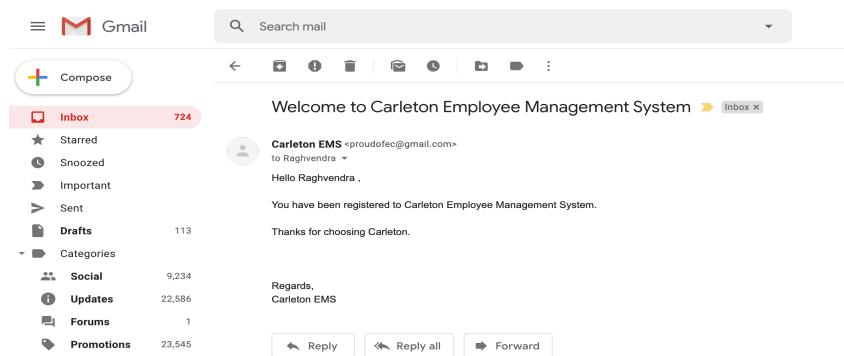 Gmail
Search mail
Compose
Inbox 724
Starred
Snoozed
Important
Sent
Drafts 113
Categories
Social 9,234
Updates 22,586
Forums 1
Promotions 23,545
Welcome to Carleton Employee Management System Inbox x
Carleton EMS <proudofec@gmail.com>
to Raghvendra
Hello Raghvendra ,
You have been registered to Carleton Employee Management System.
Thanks for choosing Carleton.
Regards,
Carleton EMS
Reply Reply all Forward